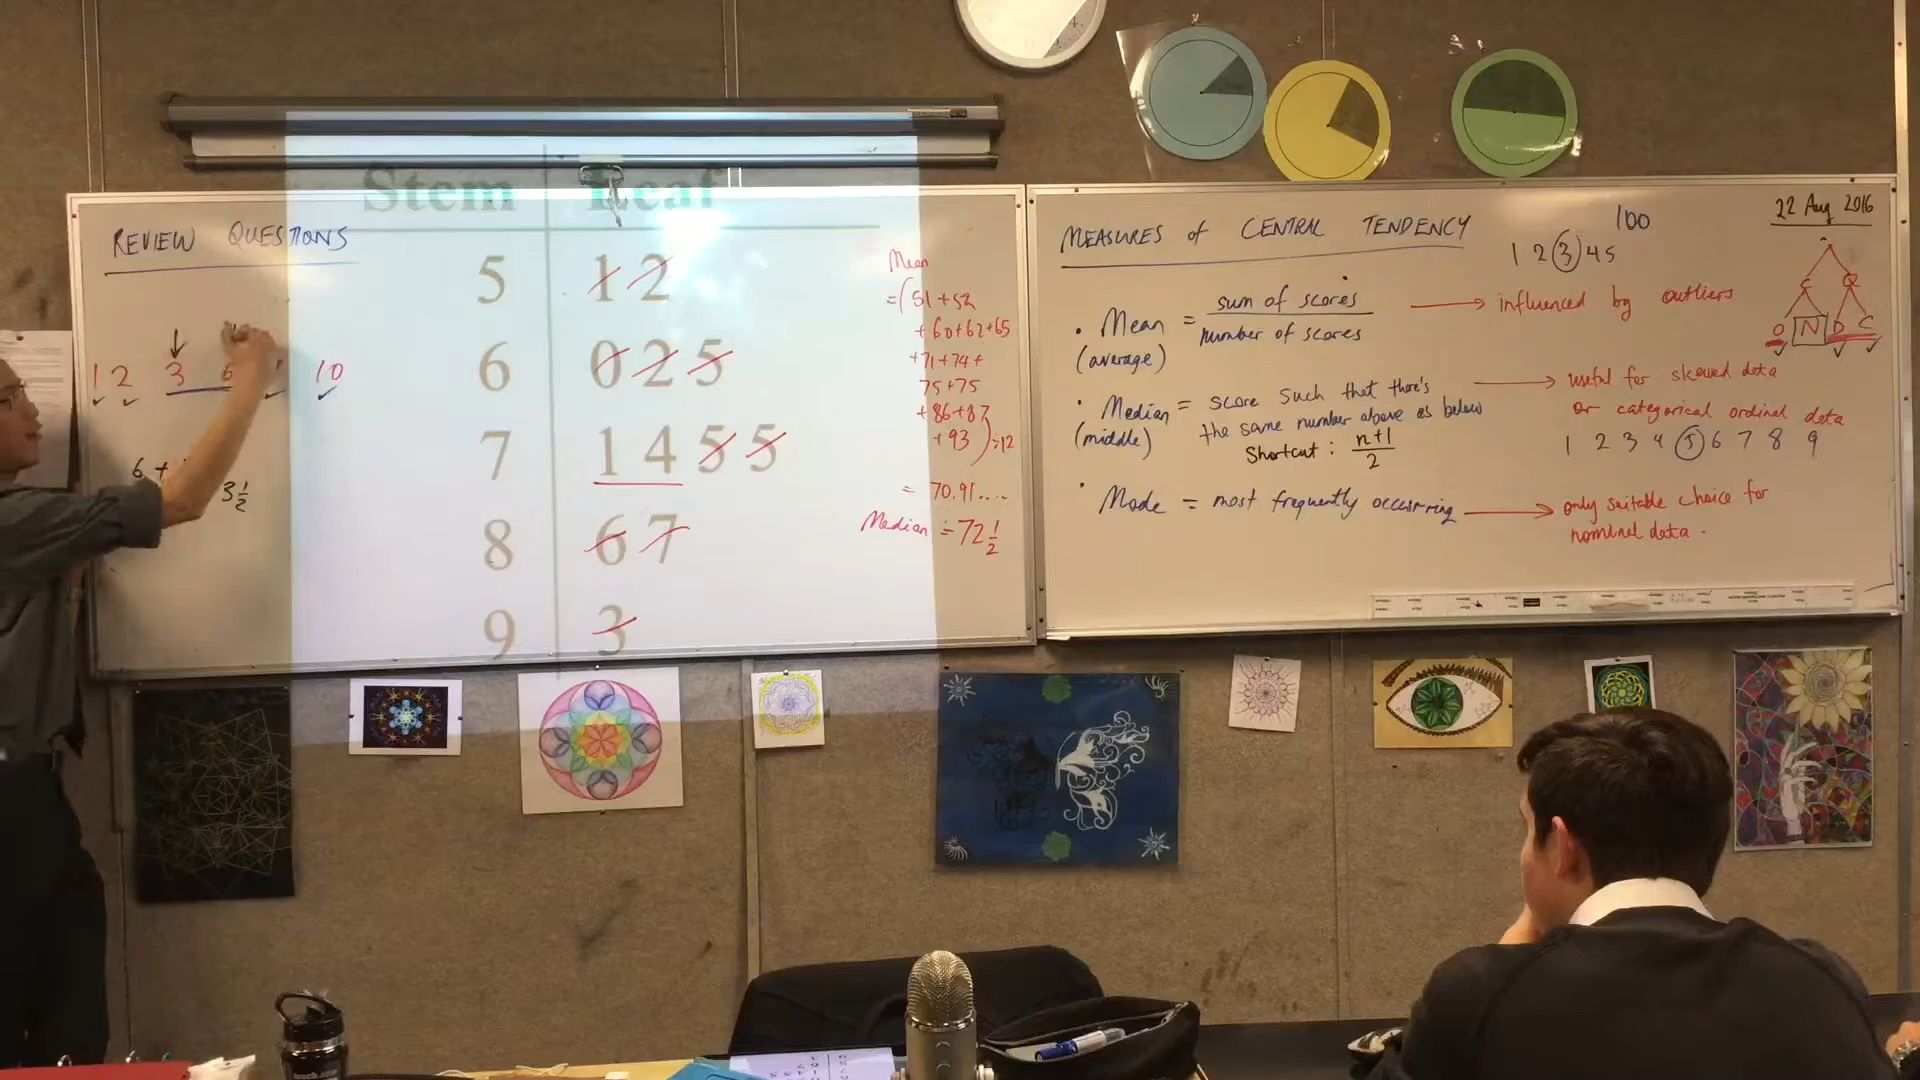 REVIEW QUESTIONS
1 2 3 6 10
6 +
3 1/2
Stem Leaf
5 1 2
6 0 2 5
7 1 4 5 5
8 6 7
9 3
Mean
= (51 + 52
+ 60 + 62 + 65
+ 71 + 74 +
75 + 75
+ 86 + 87
+ 93) ÷ 12
= 70.91....
Median = 72 1/2
MEASURES of CENTRAL TENDENCY
1 2 3 4 5
100
22 Aug 2016
C Q
O N D C
• Mean = sum of scores / number of scores
(average)
→ influenced by outliers
• Median = score such that there's
(middle) the same number above as below
Shortcut : n+1 / 2
→ useful for skewed data
or categorical ordinal data
1 2 3 4 5 6 7 8 9
• Mode = most frequently occurring
→ only suitable choice for
nominal data.